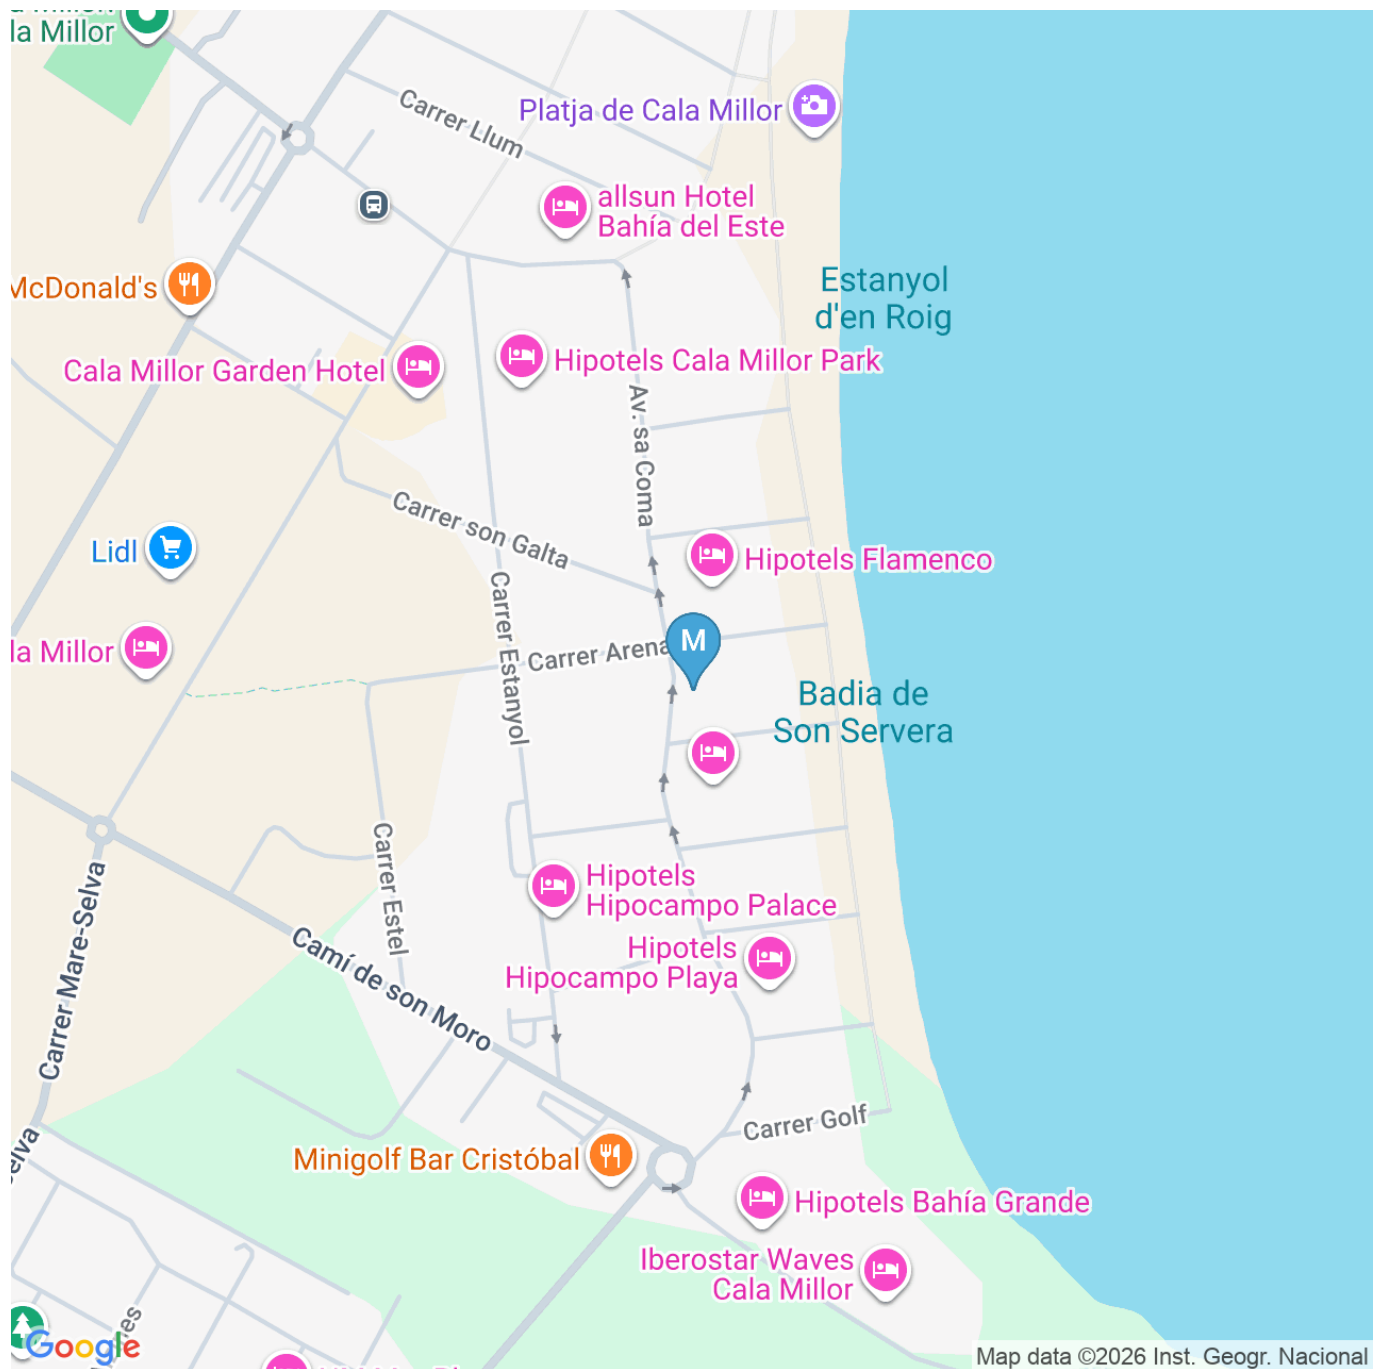 la Millor
Carrer Llum
Platja de Cala Millor
allsun Hotel
Bahía del Este
McDonald's
Estanyol
d'en Roig
Cala Millor Garden Hotel
Hipotels Cala Millor Park
Av. sa Coma
Carrer son Galta
Lidl
Hipotels Flamenco
Carrer Estanyol
la Millor
Carrer Arena
M
Badia de
Son Servera
Carrer Estel
Carrer Mare-Selva
Hipotels
Hipocampo Palace
Camí de son Moro
Hipotels
Hipocampo Playa
Carrer Golf
Minigolf Bar Cristóbal
Hipotels Bahía Grande
Iberostar Waves
Cala Millor
Google
Map data ©2026 Inst. Geogr. Nacional